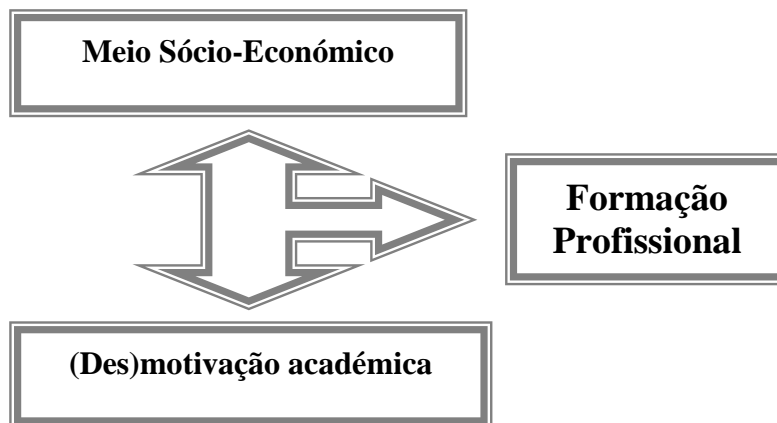 Meio Sócio-Económico
Formação
Profissional
(Des)motivação académica